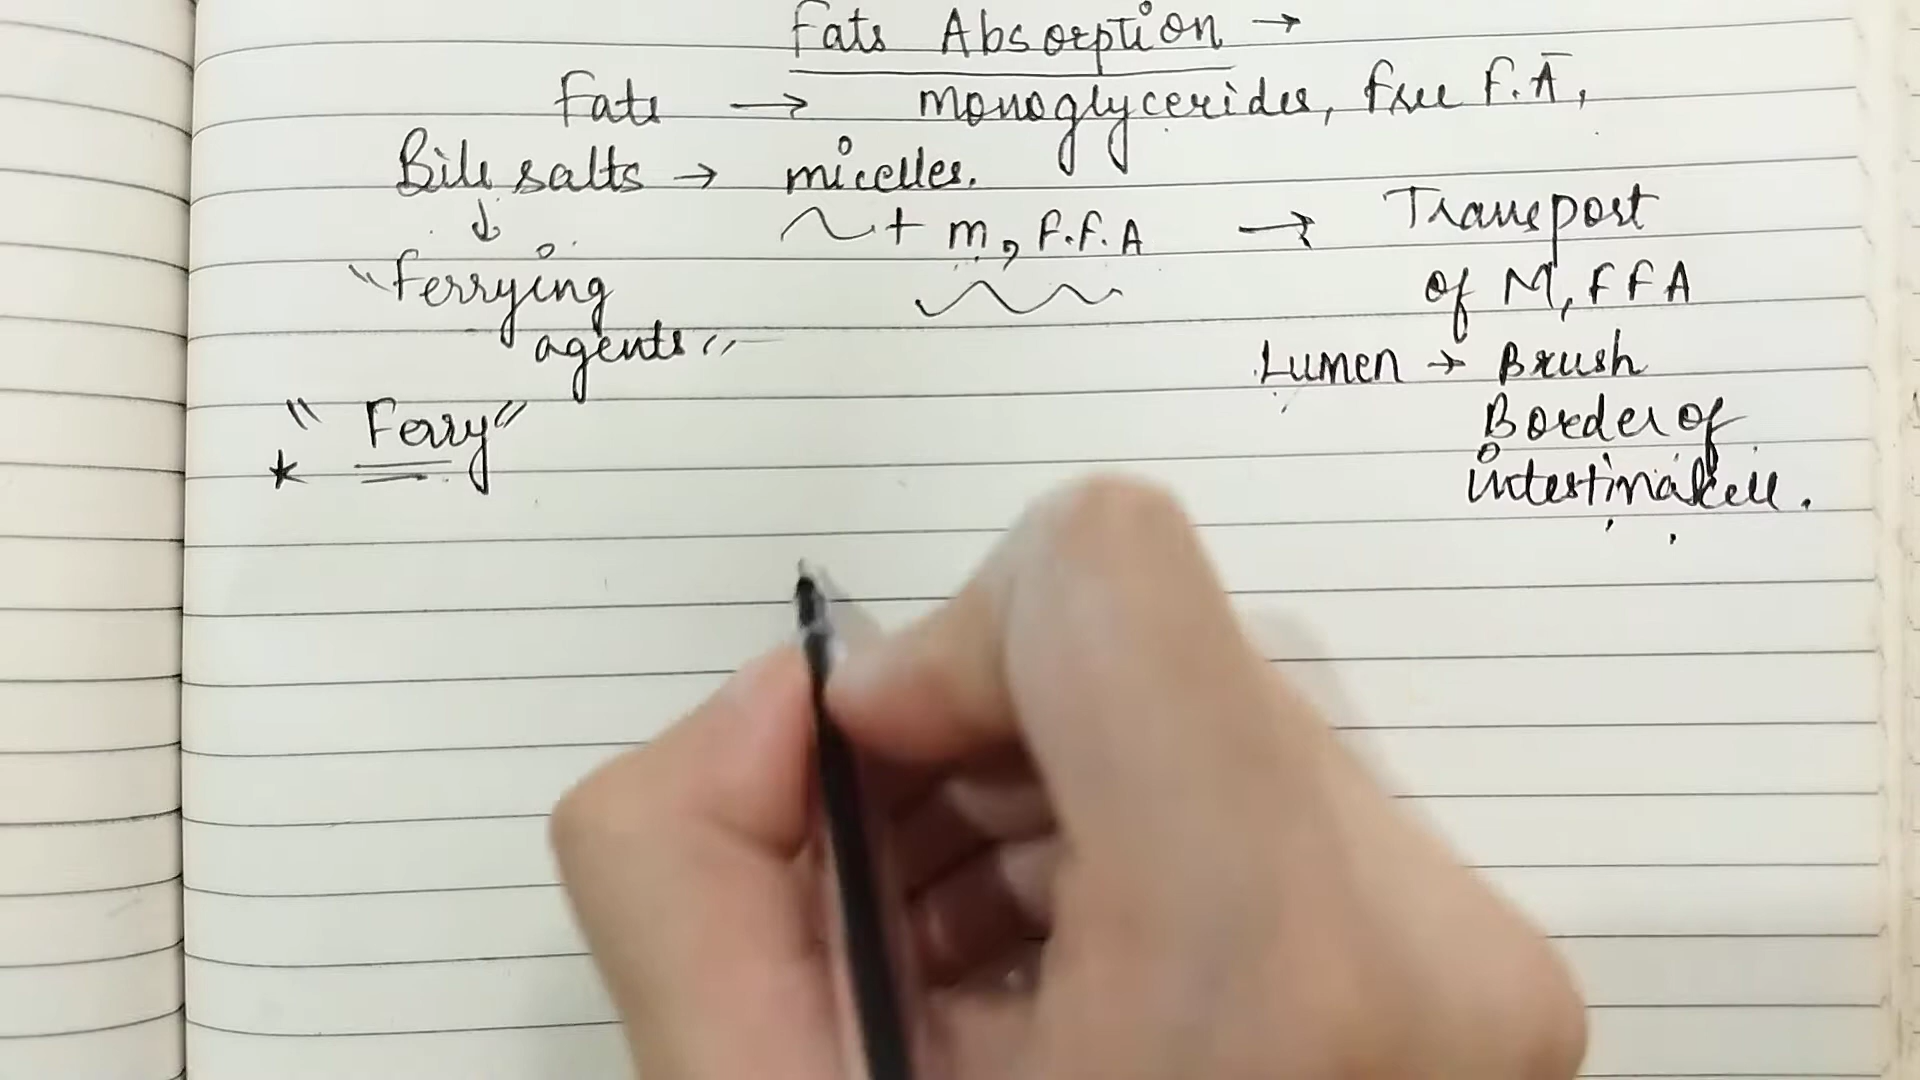 Fats Absorption →
Fats → monoglycerides, free F.A,
Bile salts → micelles.
+ m, F.F.A → Transport
of M, FFA
↓
"Ferrying
agents"
Lumen → Brush
Border of
intestinal cell.
"Ferry"